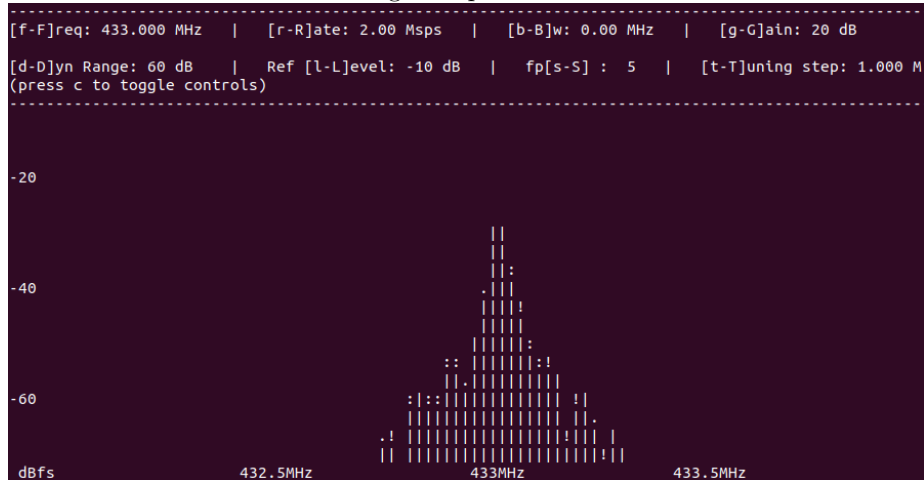 [f-F]req: 433.000 MHz | [r-R]ate: 2.00 Msps | [b-B]w: 0.00 MHz | [g-G]ain: 20 dB
[d-D]yn Range: 60 dB | Ref [l-L]evel: -10 dB | fp[s-S] : 5 | [t-T]uning step: 1.000 M
(press c to toggle controls)
-20
-40
-60
dBfs 432.5MHz 433MHz 433.5MHz